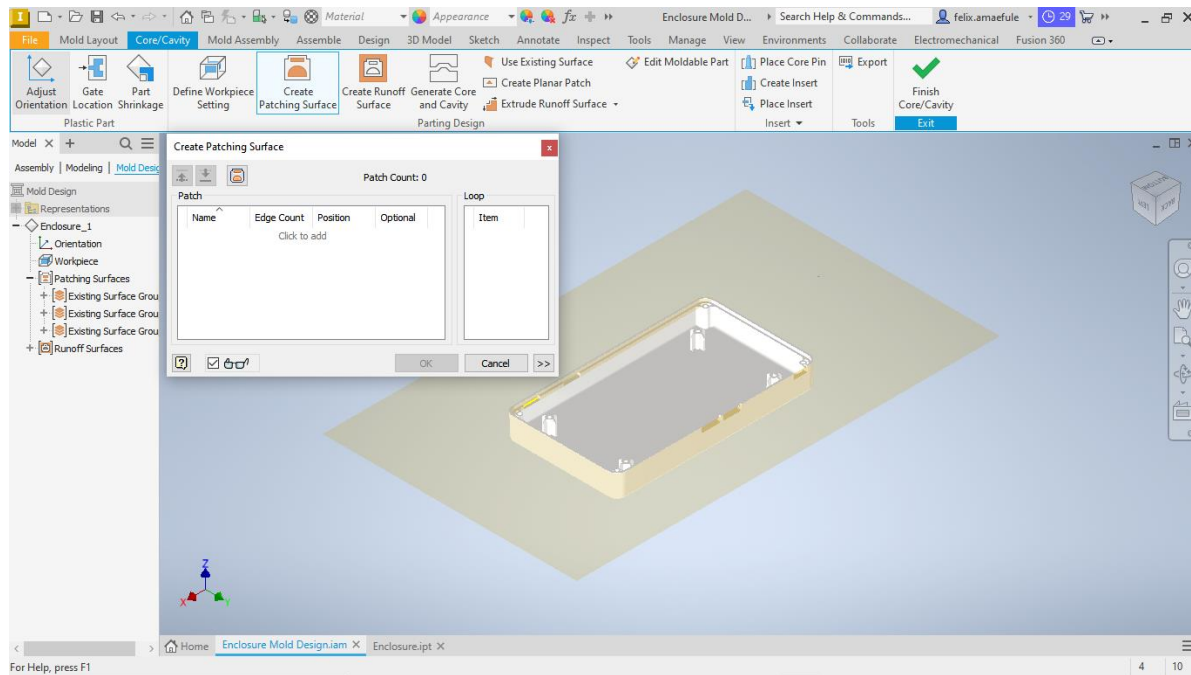 Material
Appearance
Enclosure Mold D...
Search Help & Commands...
felix.amaefule
29
File Mold Layout Core/Cavity Mold Assembly Assemble Design 3D Model Sketch Annotate Inspect Tools Manage View Environments Collaborate Electromechanical Fusion 360
Adjust Orientation
Gate Location
Part Shrinkage
Define Workpiece Setting
Create Patching Surface
Create Runoff Surface
Generate Core and Cavity
Use Existing Surface
Create Planar Patch
Extrude Runoff Surface
Edit Moldable Part
Place Core Pin
Create Insert
Place Insert
Export
Finish Core/Cavity
Plastic Part
Parting Design
Insert
Tools
Exit
Model
Assembly | Modeling | Mold Desig
Mold Design
Representations
Enclosure_1
Orientation
Workpiece
Patching Surfaces
Existing Surface Grou
Existing Surface Grou
Existing Surface Grou
Runoff Surfaces
Create Patching Surface
x
Patch Count: 0
Patch
Loop
Name Edge Count Position Optional
Item
Click to add
OK
Cancel
>>
Z
X
Y
Home
Enclosure Mold Design.iam
Enclosure.ipt
For Help, press F1
4 10